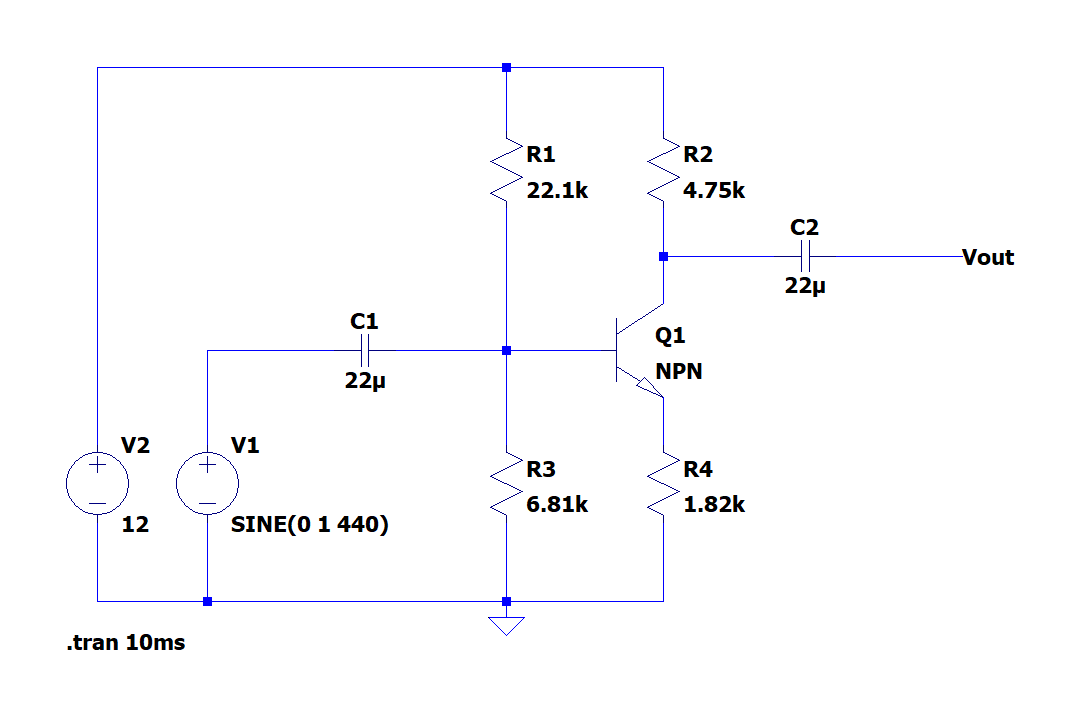 R1
22.1k
R2
4.75k
C2
22µ
Vout
C1
22µ
Q1
NPN
V2
12
V1
SINE(0 1 440)
R3
6.81k
R4
1.82k
.tran 10ms